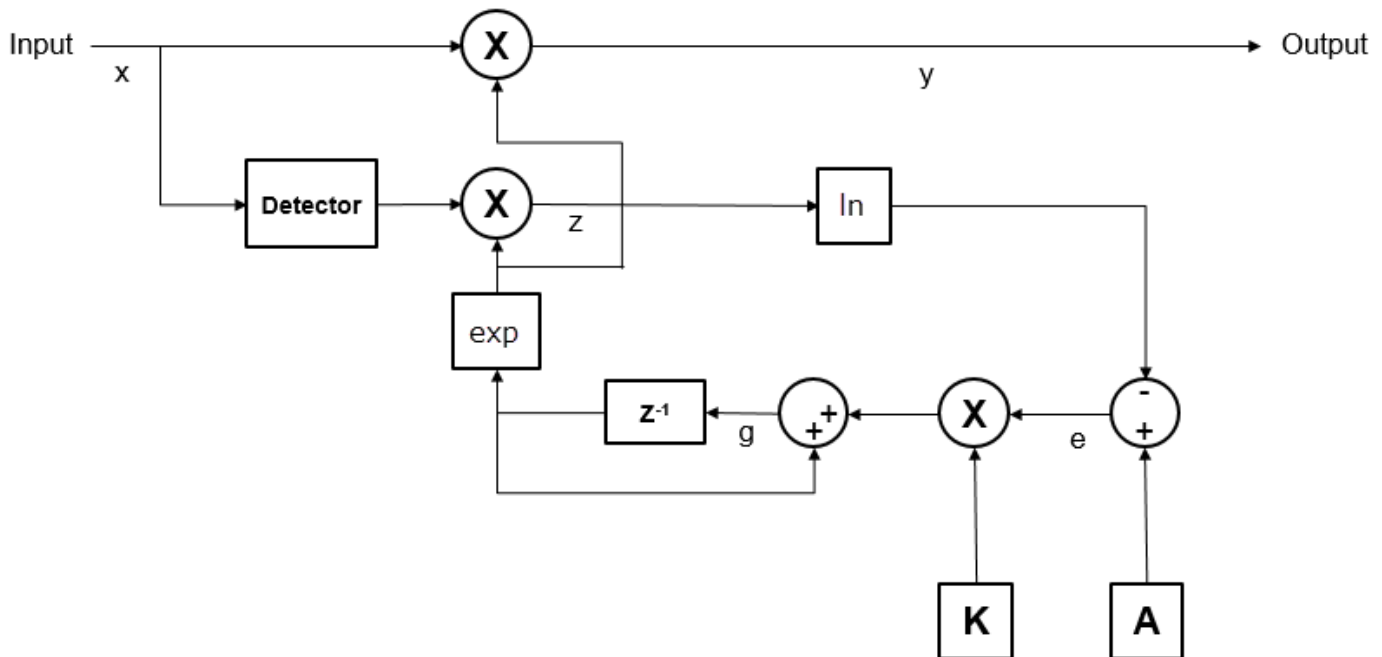 Input
x
X
y
Output
Detector
X
z
ln
exp
z-1
g
+
+
X
e
-
+
K
A